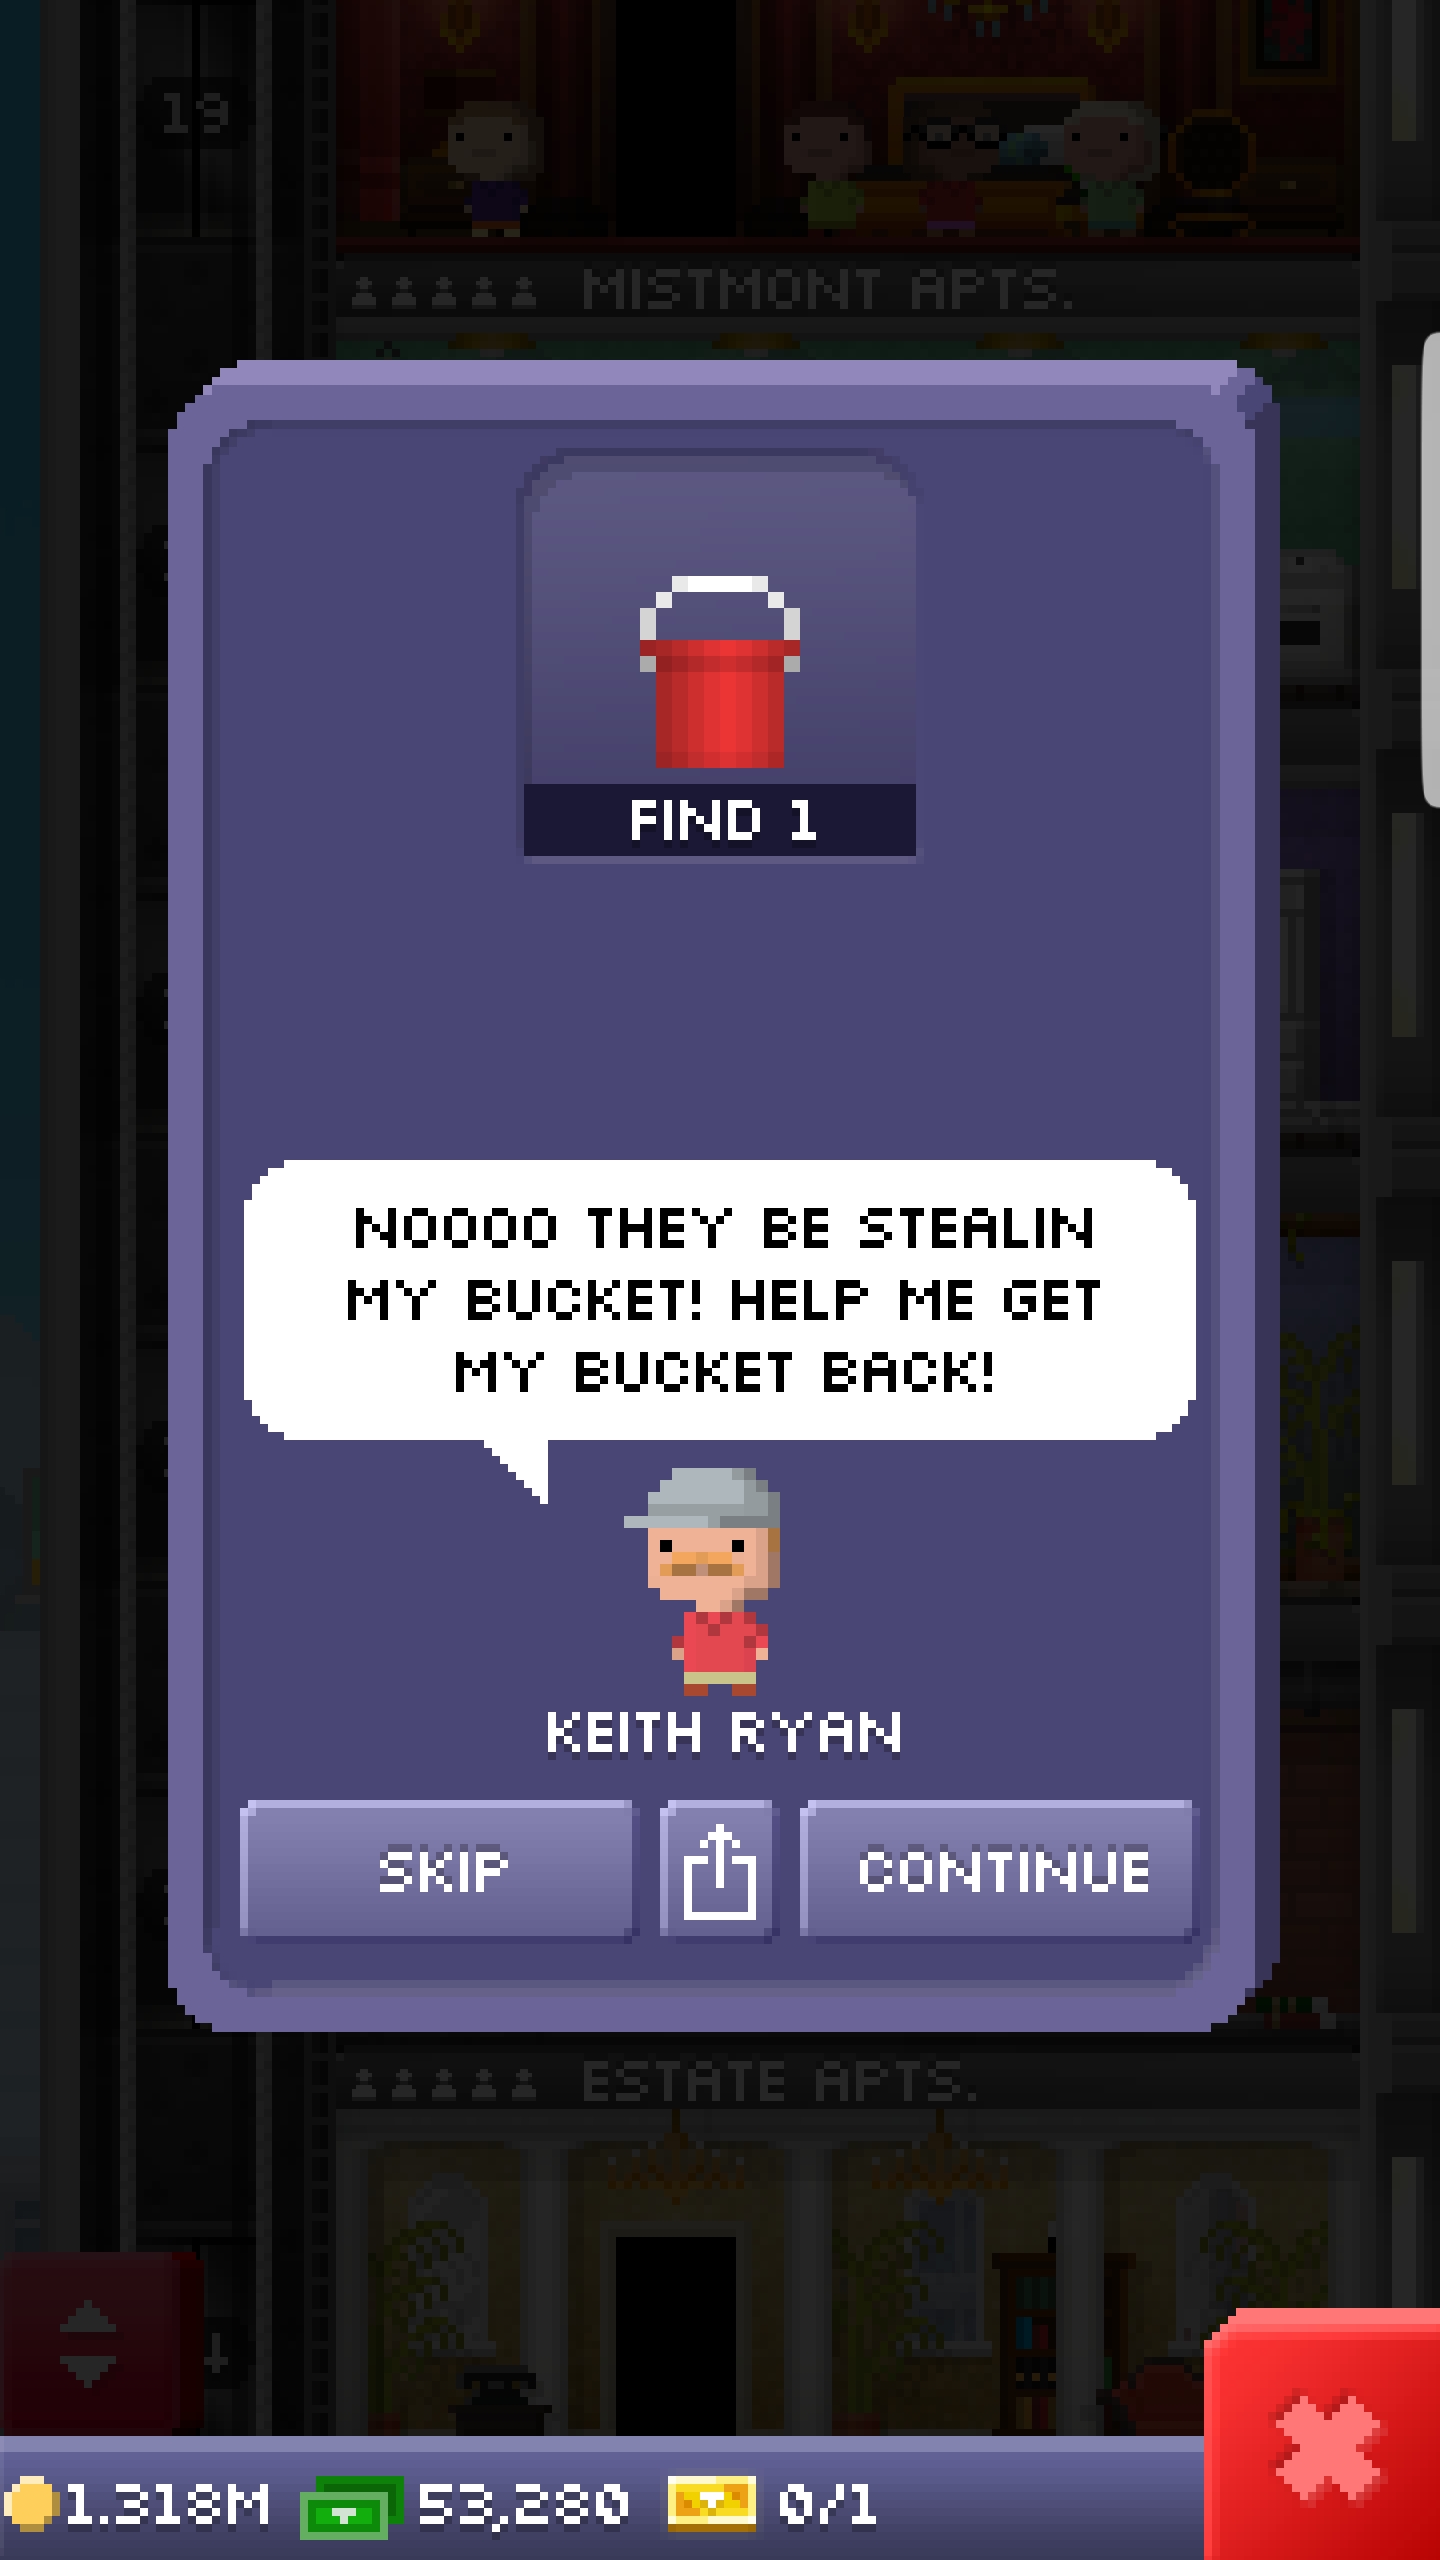 19
MISTMONT APTS.
FIND 1
NOOOO THEY BE STEALIN
MY BUCKET! HELP ME GET
MY BUCKET BACK!
KEITH RYAN
SKIP
CONTINUE
ESTATE APTS.
1.318M 53,280 0/1